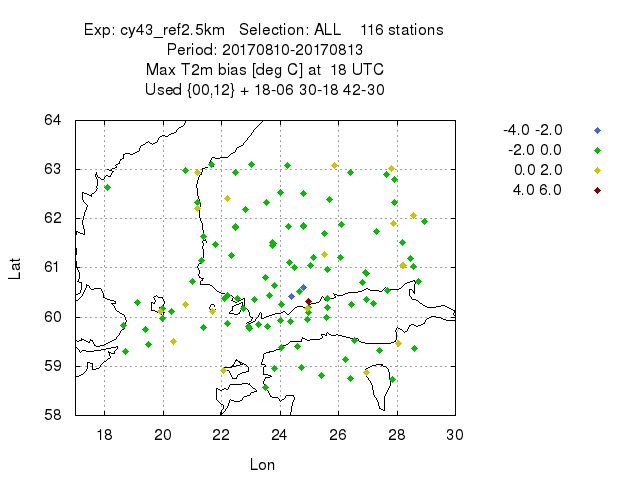 Exp: cy43_ref2.5km   Selection: ALL    116 stations
Period: 20170810-20170813
Max T2m bias [deg C] at  18 UTC
Used {00,12} + 18-06 30-18 42-30
64
63
62
61
60
59
58
Lat
18 20 22 24 26 28 30
Lon
-4.0 -2.0
-2.0 0.0
0.0 2.0
4.0 6.0